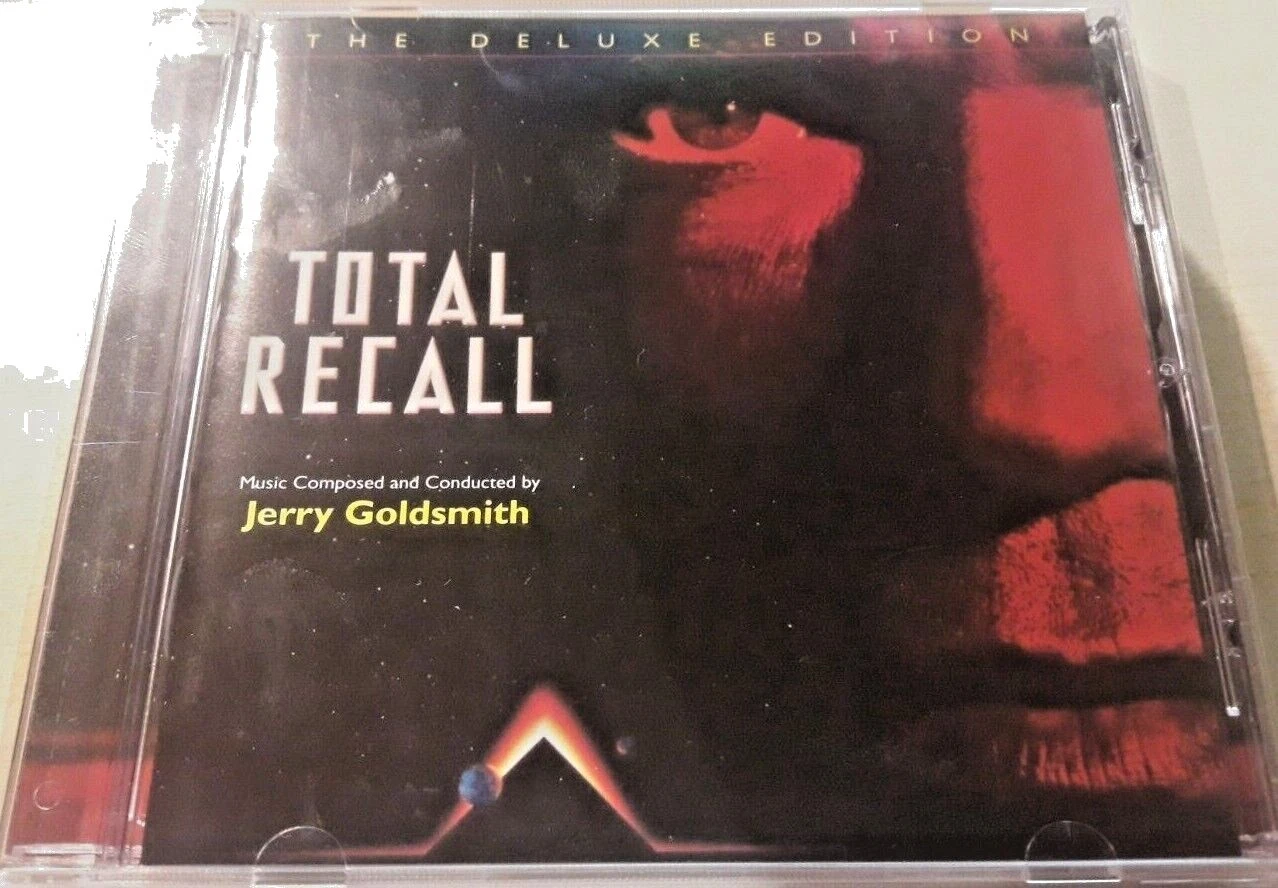 THE DELUXE EDITION
TOTAL
RECALL
Music Composed and Conducted by
Jerry Goldsmith